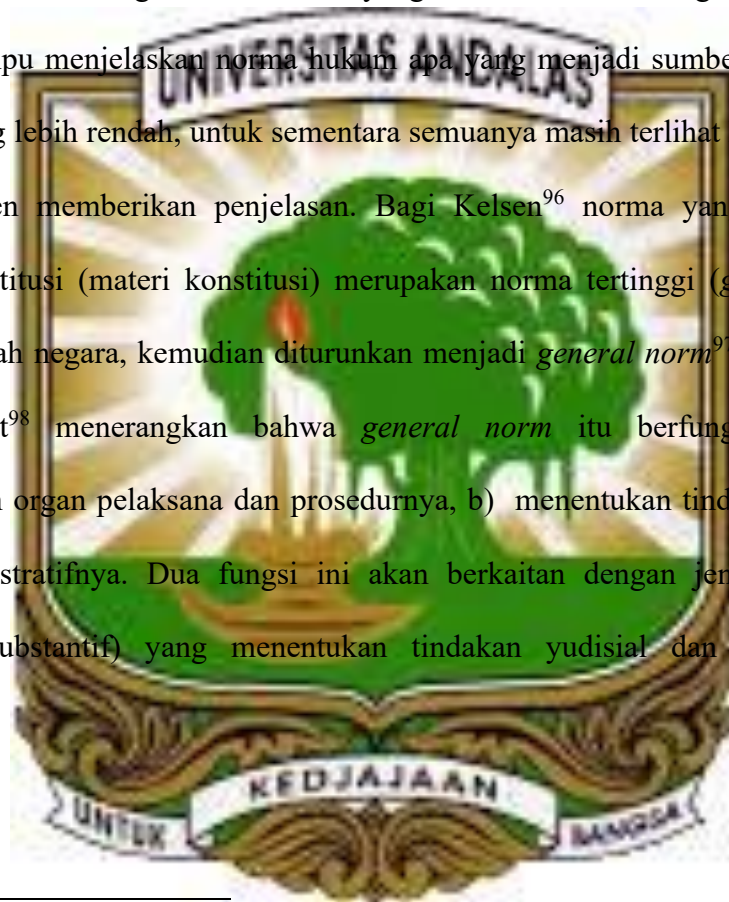 yang
UNIVERSITAS ANDALAS
pu menjelaskan norma hukum apa yang menjadi sumbe
g lebih rendah, untuk sementara semuanya masih terlihat
en memberikan penjelasan. Bagi Kelsen⁹⁶ norma yan
titusi (materi konstitusi) merupakan norma tertinggi (g
ah negara, kemudian diturunkan menjadi general norm⁹⁷
t⁹⁸ menerangkan bahwa general norm itu berfung
n organ pelaksana dan prosedurnya, b) menentukan tind
stratifnya. Dua fungsi ini akan berkaitan dengan jen
ubstantif) yang menentukan tindakan yudisial dan
KEDJAJAAN
UNTUK BANGSA